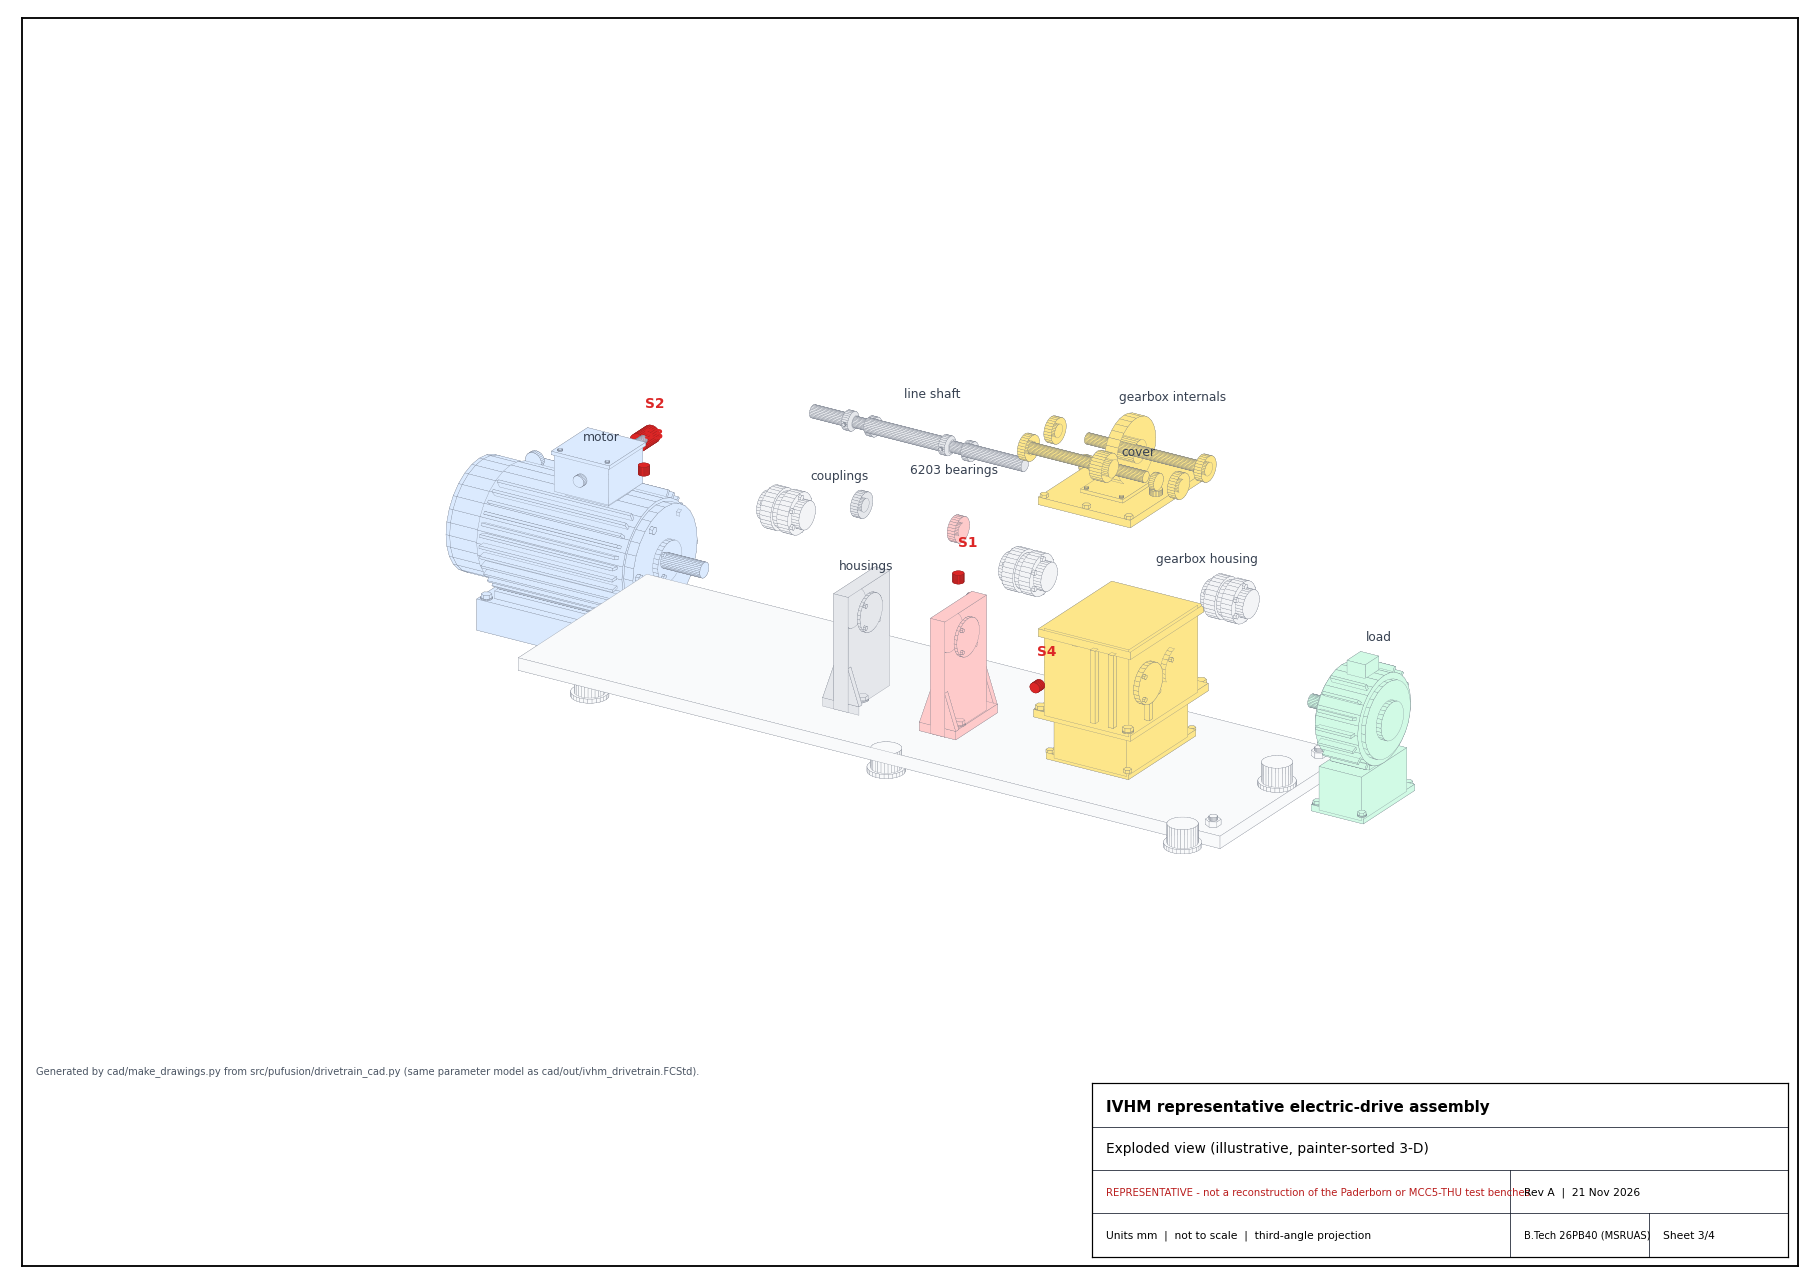 line shaft
gearbox internals
S2
motor
cover
6203 bearings
couplings
S1
gearbox housing
housings
load
S4
Generated by cad/make_drawings.py from src/pufusion/drivetrain_cad.py (same parameter model as cad/out/ivhm_drivetrain.FCStd).
IVHM representative electric-drive assembly
Exploded view (illustrative, painter-sorted 3-D)
REPRESENTATIVE - not a reconstruction of the Paderborn or MCC5-THU test benches
Rev A | 21 Nov 2026
Units mm | not to scale | third-angle projection
B.Tech 26PB40 (MSRUAS)
Sheet 3/4